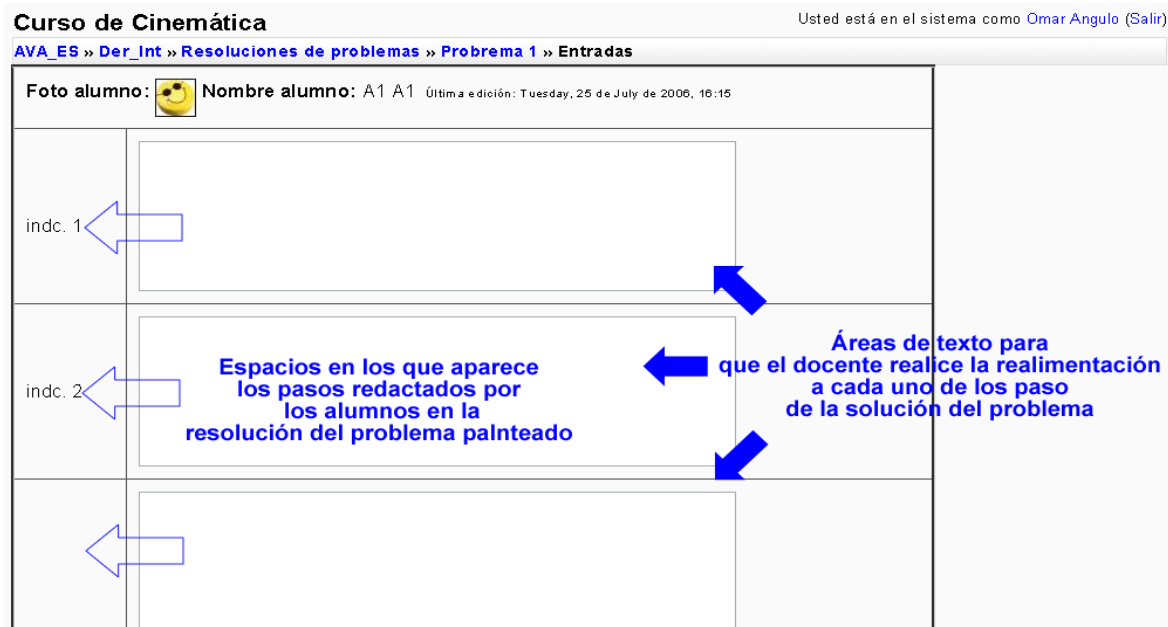 Curso de Cinemática
Usted está en el sistema como Omar Angulo (Salir)
AVA_ES » Der_Int » Resoluciones de problemas » Probrema 1 » Entradas
Foto alumno: Nombre alumno: A1 A1 Última edición: Tuesday, 25 de July de 2006, 16:15
indc. 1
indc. 2
Espacios en los que aparece
los pasos redactados por
los alumnos en la
resolución del problema palnteado
Áreas de texto para
que el docente realice la realimentación
a cada uno de los paso
de la solución del problema